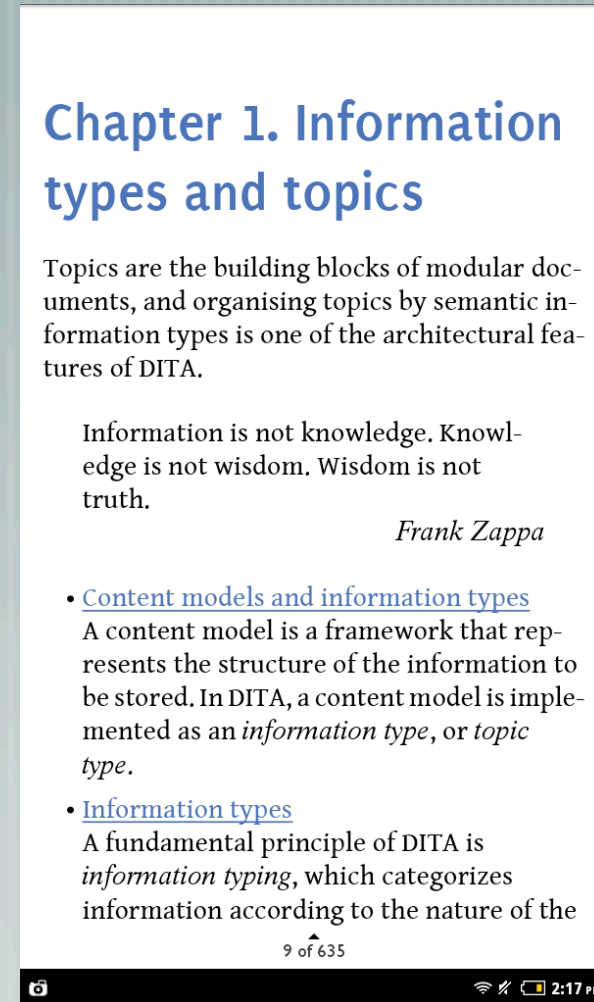 Chapter 1. Information
types and topics
Topics are the building blocks of modular doc-
uments, and organising topics by semantic in-
formation types is one of the architectural fea-
tures of DITA.
Information is not knowledge. Knowl-
edge is not wisdom. Wisdom is not
truth.
Frank Zappa
• Content models and information types
A content model is a framework that rep-
resents the structure of the information to
be stored. In DITA, a content model is imple-
mented as an information type, or topic
type.
• Information types
A fundamental principle of DITA is
information typing, which categorizes
information according to the nature of the
9 of 635
2:17 P